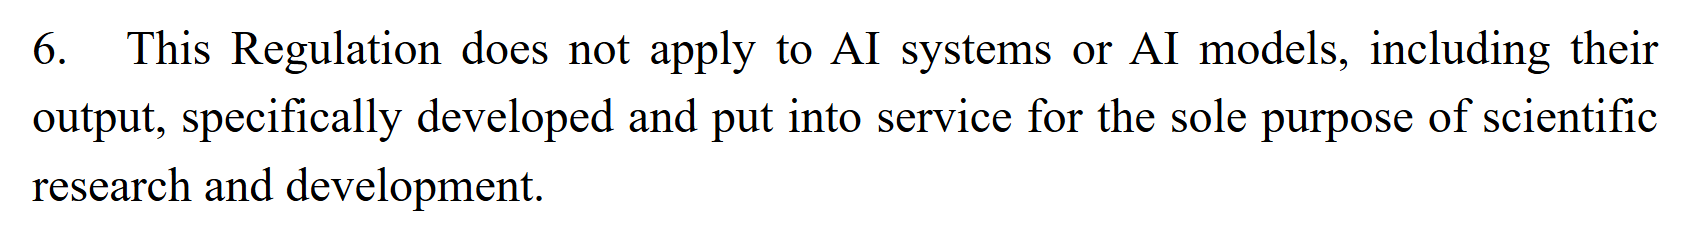 6. This Regulation does not apply to AI systems or AI models, including their
output, specifically developed and put into service for the sole purpose of scientific
research and development.